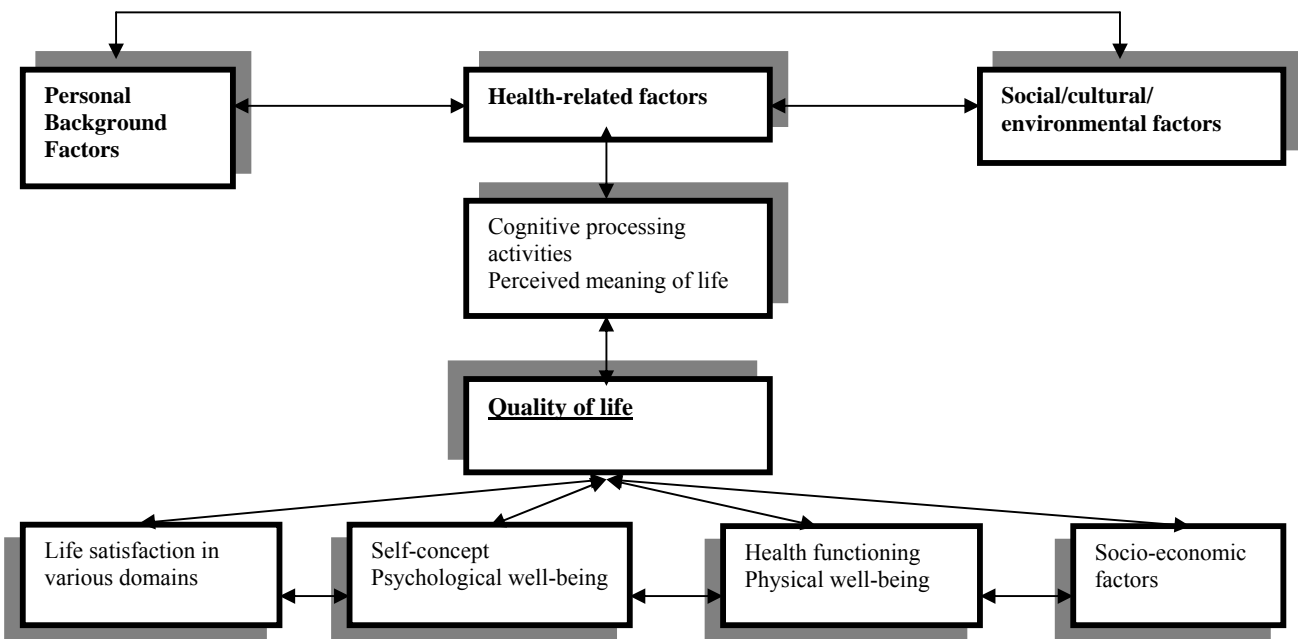 Personal
Background
Factors
Health-related factors
Social/cultural/
environmental factors
Cognitive processing
activities
Perceived meaning of life
Quality of life
Life satisfaction in
various domains
Self-concept
Psychological well-being
Health functioning
Physical well-being
Socio-economic
factors